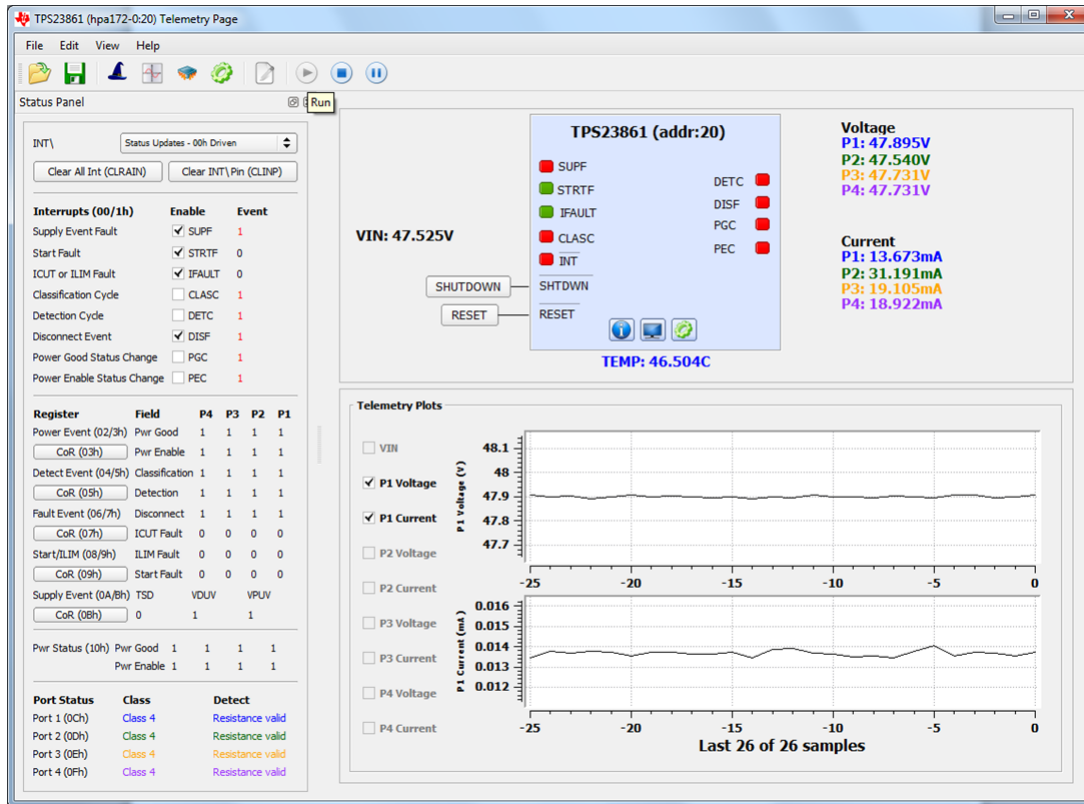 TPS23861 (hpa172-0:20) Telemetry Page
File Edit View Help
Status Panel
Run
INT\ Status Updates - 00h Driven
Clear All Int (CLRAIN) Clear INT\ Pin (CLINP)
Interrupts (00/1h) Enable Event
Supply Event Fault SUPF 1
Start Fault STRTF 0
ICUT or ILIM Fault IFAULT 0
Classification Cycle CLASC 1
Detection Cycle DETC 1
Disconnect Event DISF 1
Power Good Status Change PGC 1
Power Enable Status Change PEC 1
Register Field P4 P3 P2 P1
Power Event (02/3h) Pwr Good 1 1 1 1
CoR (03h) Pwr Enable 1 1 1 1
Detect Event (04/5h) Classification 1 1 1 1
CoR (05h) Detection 1 1 1 1
Fault Event (06/7h) Disconnect 1 1 1 1
CoR (07h) ICUT Fault 0 0 0 0
Start/ILIM (08/9h) ILIM Fault 0 0 0 0
CoR (09h) Start Fault 0 0 0 0
Supply Event (0A/Bh) TSD VDUV VPUV
CoR (0Bh) 0 1 1
Pwr Status (10h) Pwr Good 1 1 1 1
Pwr Enable 1 1 1 1
Port Status Class Detect
Port 1 (0Ch) Class 4 Resistance valid
Port 2 (0Dh) Class 4 Resistance valid
Port 3 (0Eh) Class 4 Resistance valid
Port 4 (0Fh) Class 4 Resistance valid
VIN: 47.525V
SHUTDOWN
RESET
TPS23861 (addr:20)
SUPF
STRTF
IFAULT
CLASC
INT
SHTDWN
RESET
DETC
DISF
PGC
PEC
TEMP: 46.504C
Voltage
P1: 47.895V
P2: 47.540V
P3: 47.731V
P4: 47.731V
Current
P1: 13.673mA
P2: 31.191mA
P3: 19.105mA
P4: 18.922mA
Telemetry Plots
VIN
P1 Voltage
P1 Current
P2 Voltage
P2 Current
P3 Voltage
P3 Current
P4 Voltage
P4 Current
P1 Voltage (V)
48.1
48
47.9
47.8
47.7
-25 -20 -15 -10 -5 0
P1 Current (mA)
0.016
0.015
0.014
0.013
0.012
-25 -20 -15 -10 -5 0
Last 26 of 26 samples